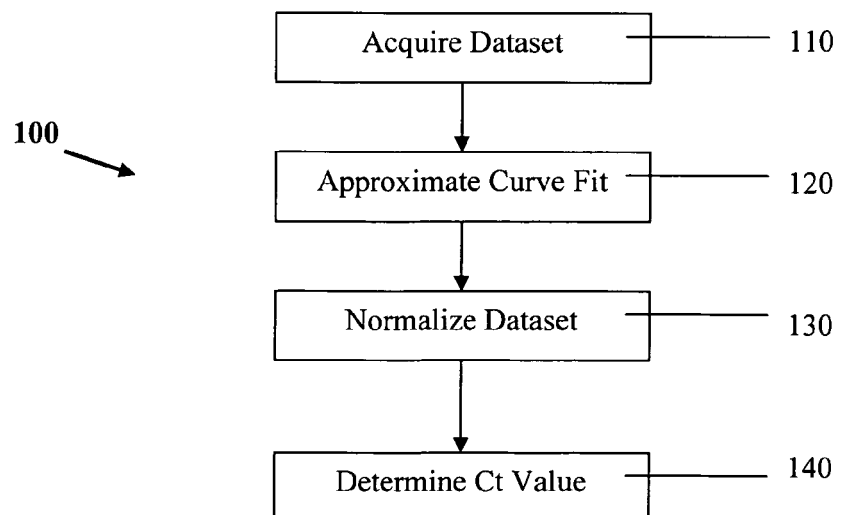 Acquire Dataset
110
100
Approximate Curve Fit
120
Normalize Dataset
130
Determine Ct Value
140